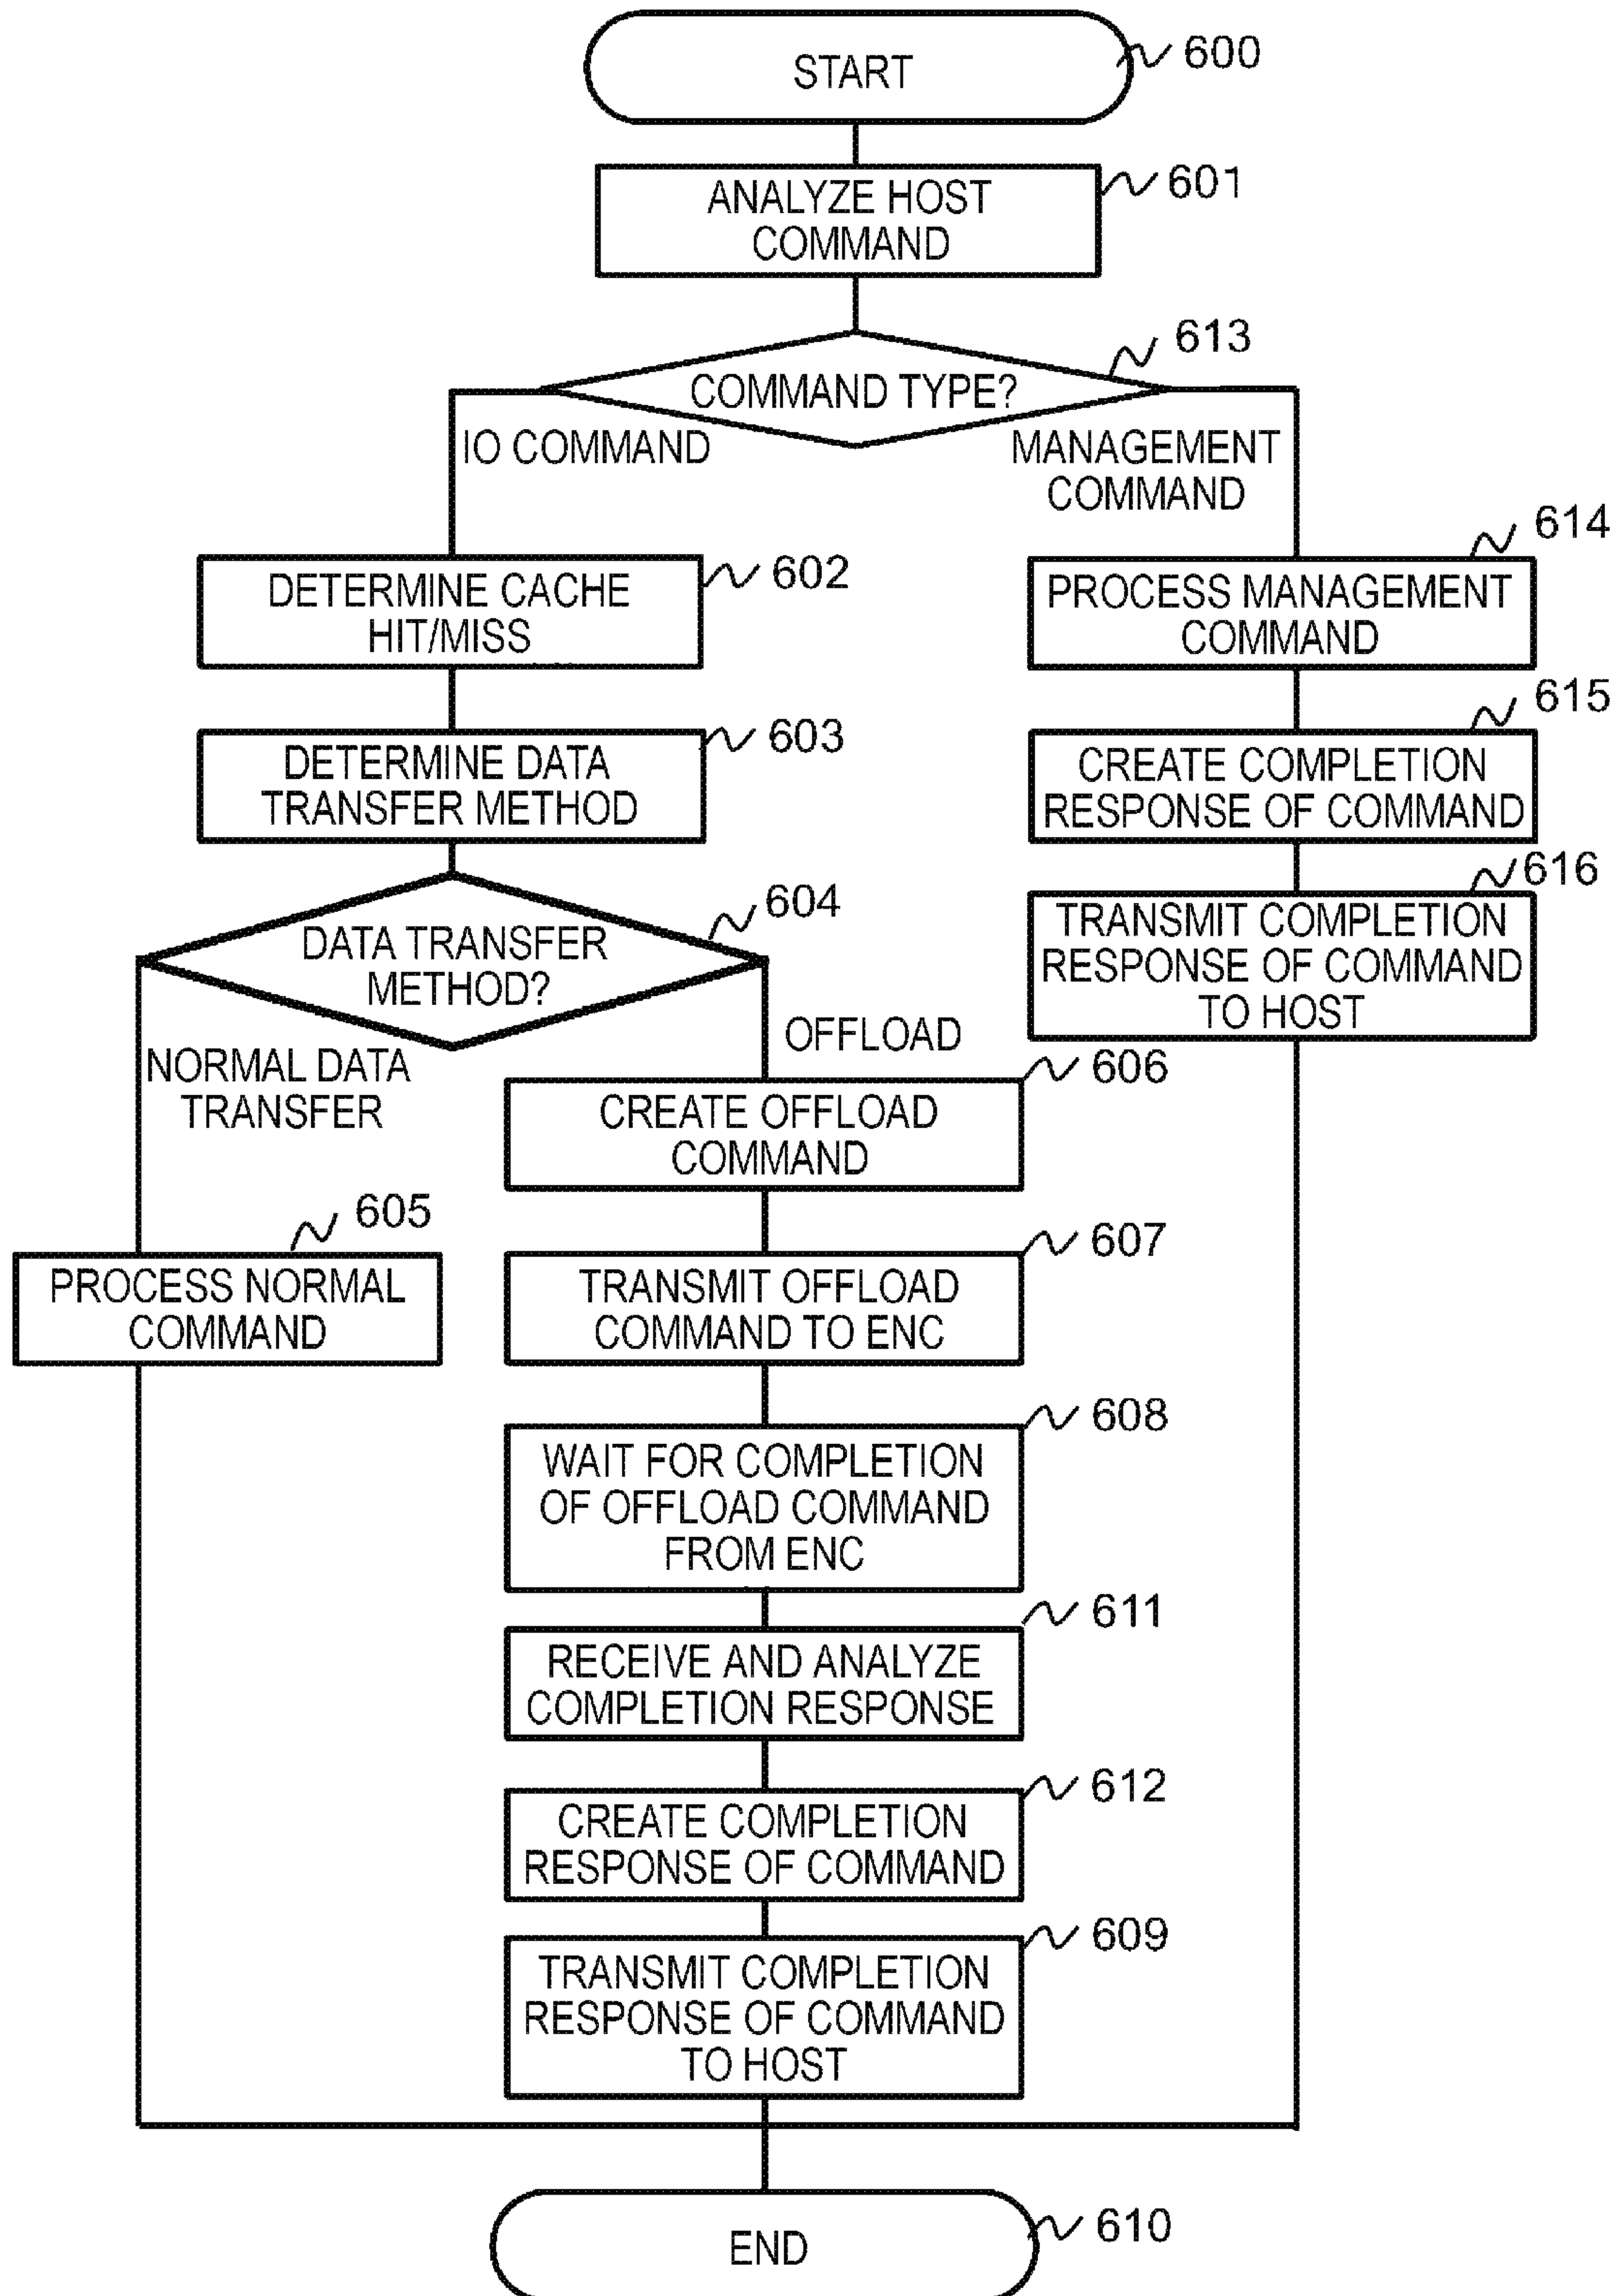 START
600
ANALYZE HOST
COMMAND
601
COMMAND TYPE?
613
IO COMMAND
MANAGEMENT
COMMAND
DETERMINE CACHE
HIT/MISS
602
PROCESS MANAGEMENT
COMMAND
614
DETERMINE DATA
TRANSFER METHOD
603
CREATE COMPLETION
RESPONSE OF COMMAND
615
DATA TRANSFER
METHOD?
604
TRANSMIT COMPLETION
RESPONSE OF COMMAND
TO HOST
616
NORMAL DATA
TRANSFER
OFFLOAD
CREATE OFFLOAD
COMMAND
606
PROCESS NORMAL
COMMAND
605
TRANSMIT OFFLOAD
COMMAND TO ENC
607
WAIT FOR COMPLETION
OF OFFLOAD COMMAND
FROM ENC
608
RECEIVE AND ANALYZE
COMPLETION RESPONSE
611
CREATE COMPLETION
RESPONSE OF COMMAND
612
TRANSMIT COMPLETION
RESPONSE OF COMMAND
TO HOST
609
END
610